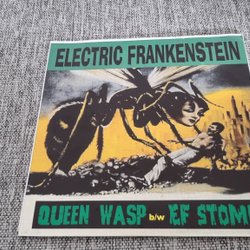 ELECTRIC FRANKENSTEIN
QUEEN WASP b/w EF STOMP